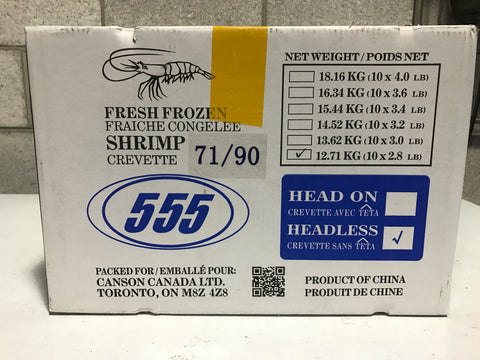 FRESH FROZEN
FRAICHE CONGELEE
SHRIMP
CREVETTE
71/90
555
PACKED FOR/EMBALLÉ POUR:
CANSON CANADA LTD.
TORONTO, ON M8Z 4Z8
NET WEIGHT/POIDS NET
18.16 KG (10 x 4.0 LB)
16.34 KG (10 x 3.6 LB)
15.44 KG (10 x 3.4 LB)
14.52 KG (10 x 3.2 LB)
13.62 KG (10 x 3.0 LB)
12.71 KG (10 x 2.8 LB)
HEAD ON
CREVETTE AVEC TÊTA
HEADLESS
CREVETTE SANS TÊTA
PRODUCT OF CHINA
PRODUIT DE CHINE